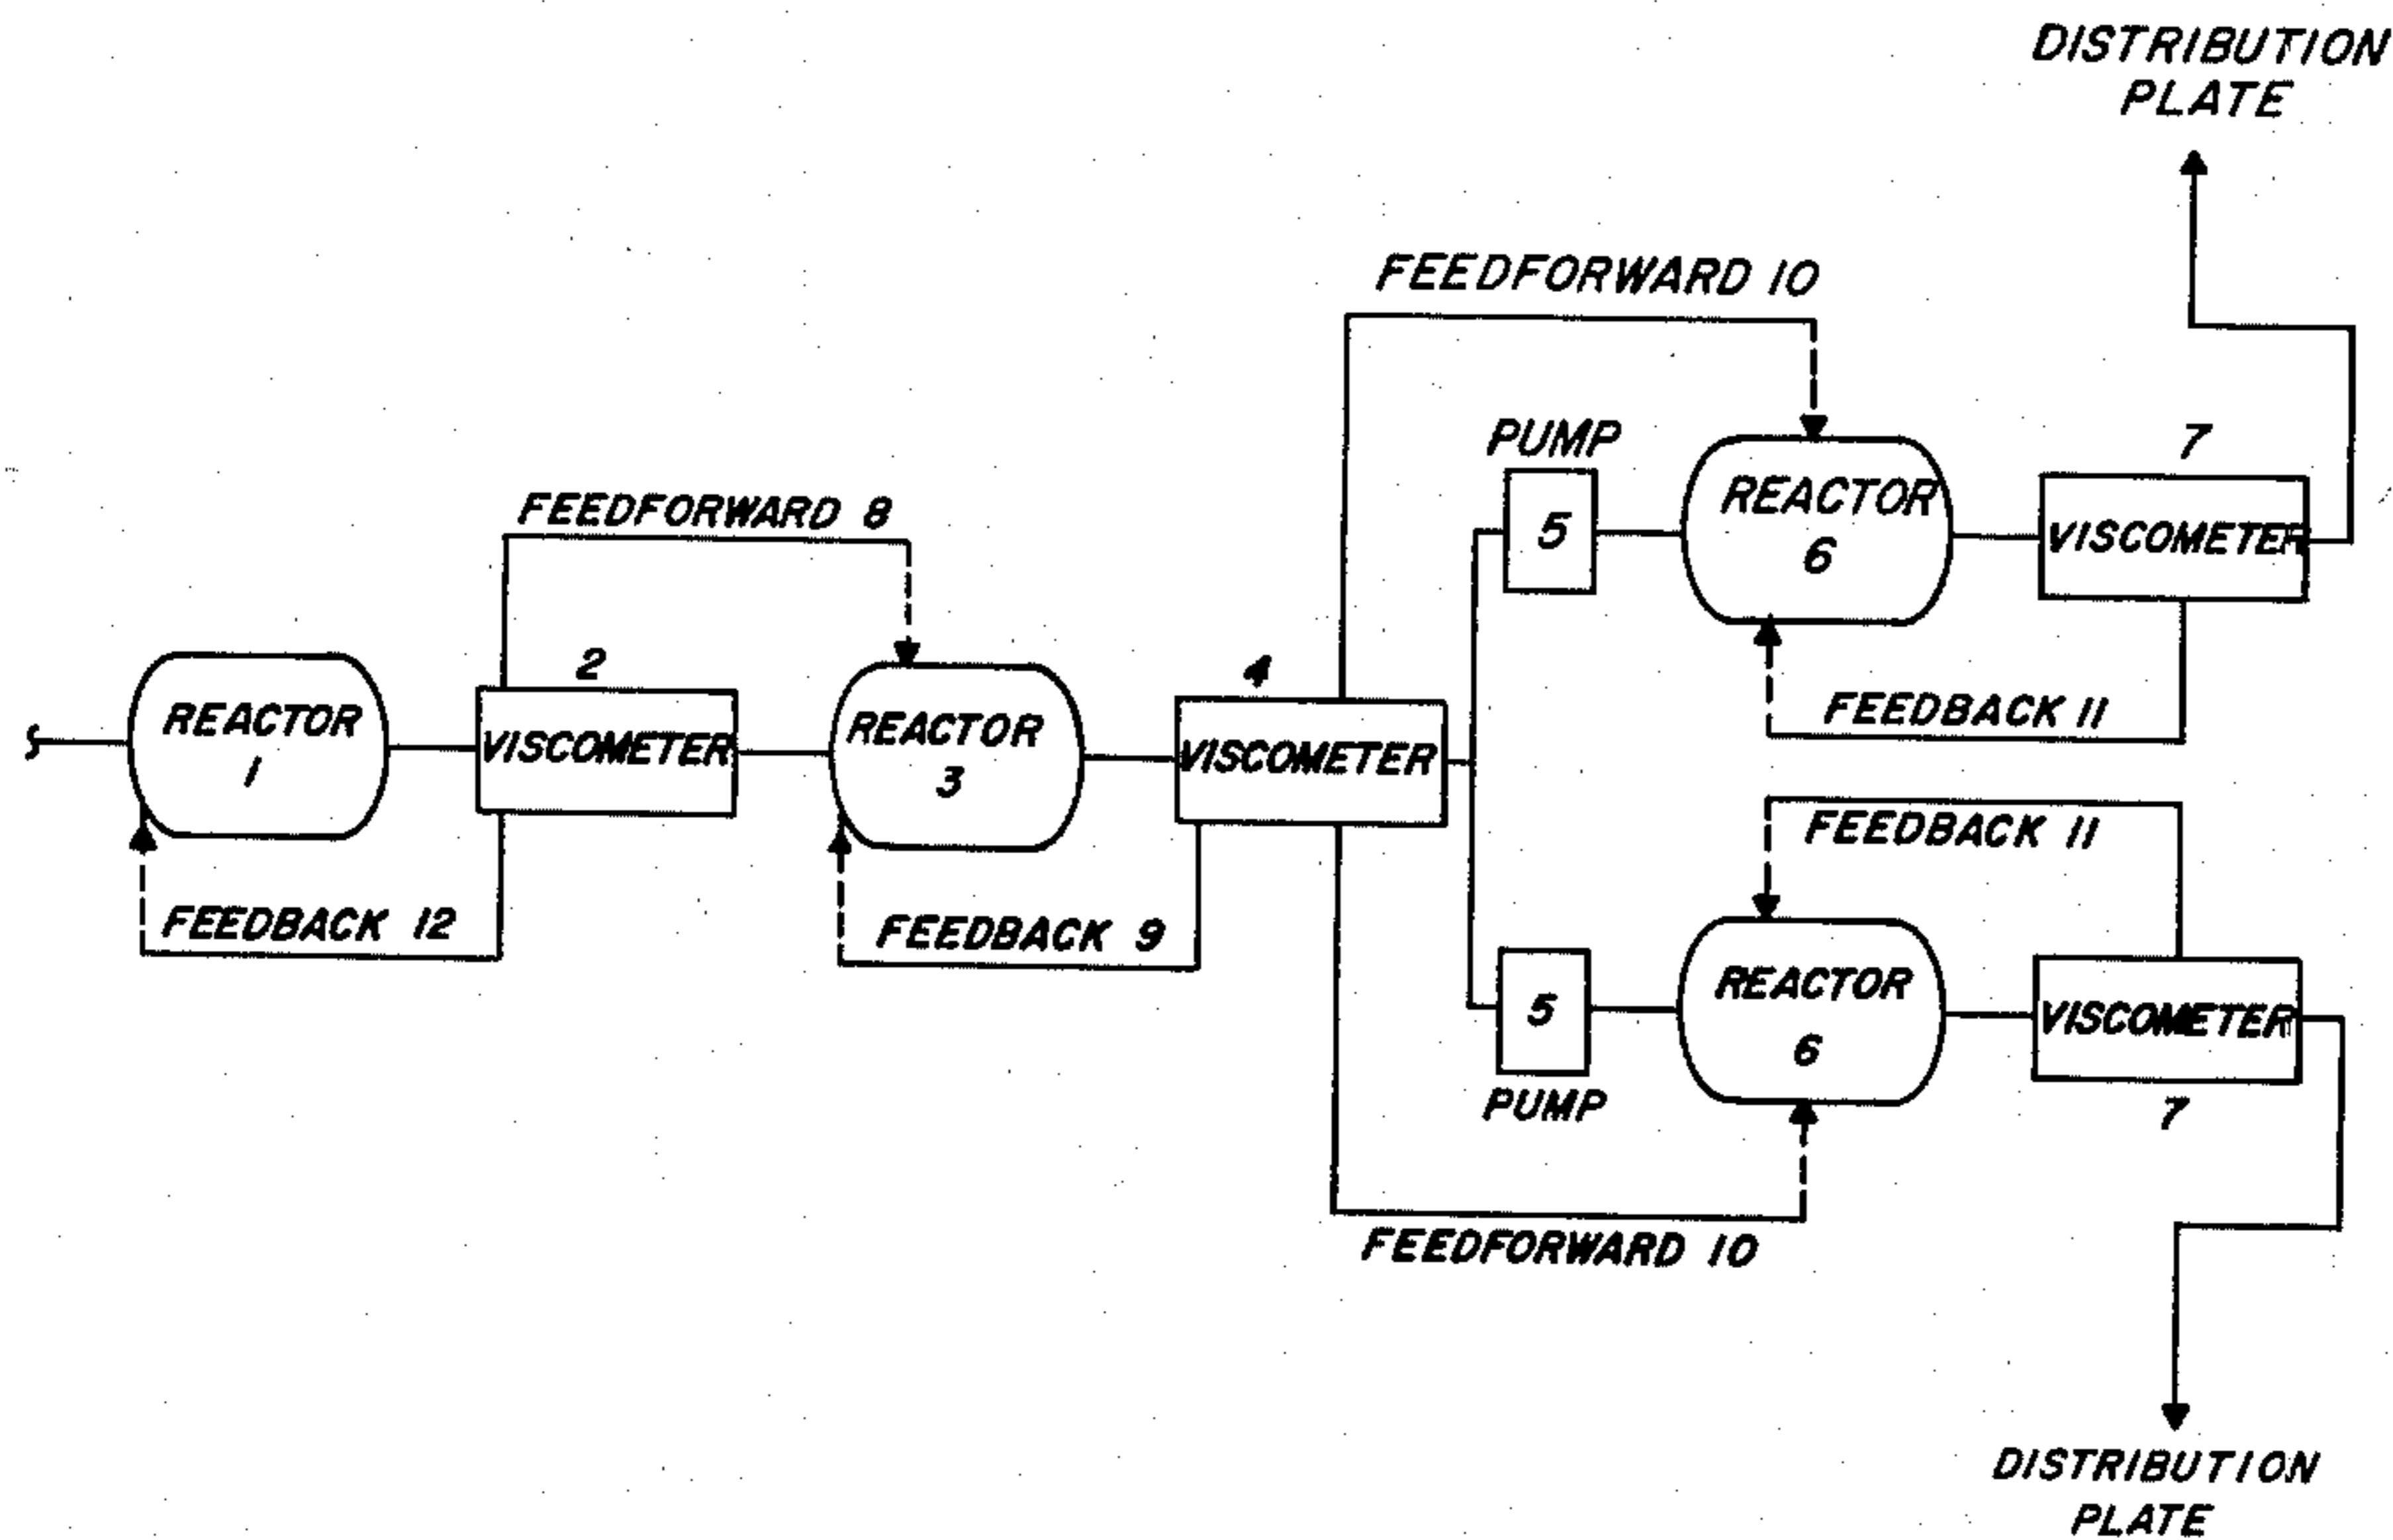 DISTRIBUTION
PLATE
FEEDFORWARD 10
PUMP
5
REACTOR
6
7
VISCOMETER
FEEDBACK 11
FEEDFORWARD 8
REACTOR
1
2
VISCOMETER
FEEDBACK 12
REACTOR
3
4
VISCOMETER
FEEDBACK 9
FEEDBACK 11
5
PUMP
REACTOR
6
VISCOMETER
7
FEEDFORWARD 10
DISTRIBUTION
PLATE